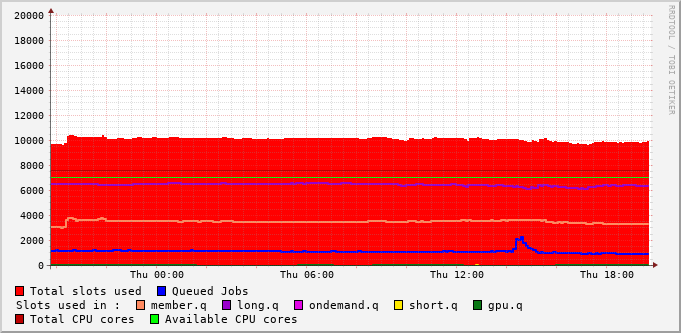 RRDTOOL / TOBI OETIKER
20000
18000
16000
14000
12000
10000
8000
6000
4000
2000
0
Thu 00:00 Thu 06:00 Thu 12:00 Thu 18:00
Total slots used Queued Jobs
Slots used in : member.q long.q ondemand.q short.q gpu.q
Total CPU cores Available CPU cores